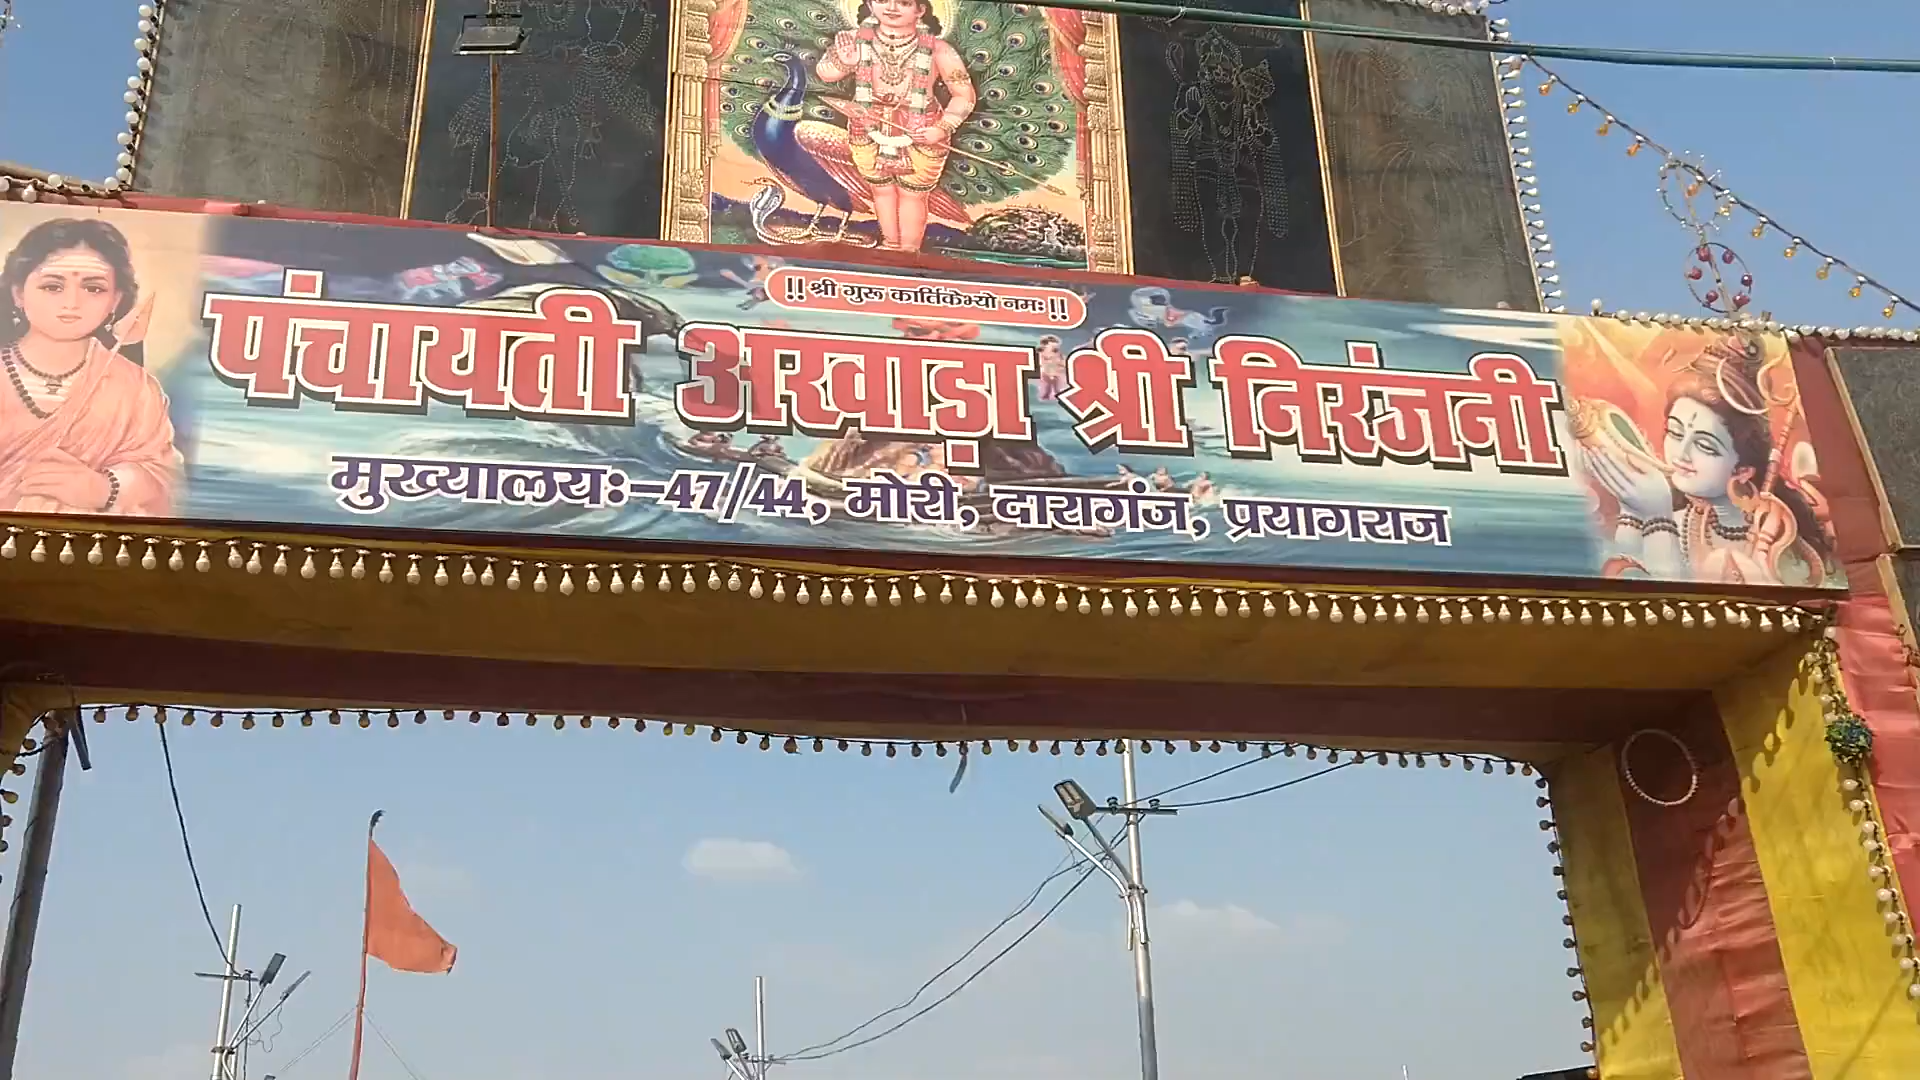 !! श्री गुरू कार्तिकेभ्यो नमः !!
पंचायती अखाड़ा श्री निरंजनी
मुख्यालयः-47/44, मोरी, दारागंज, प्रयागराज